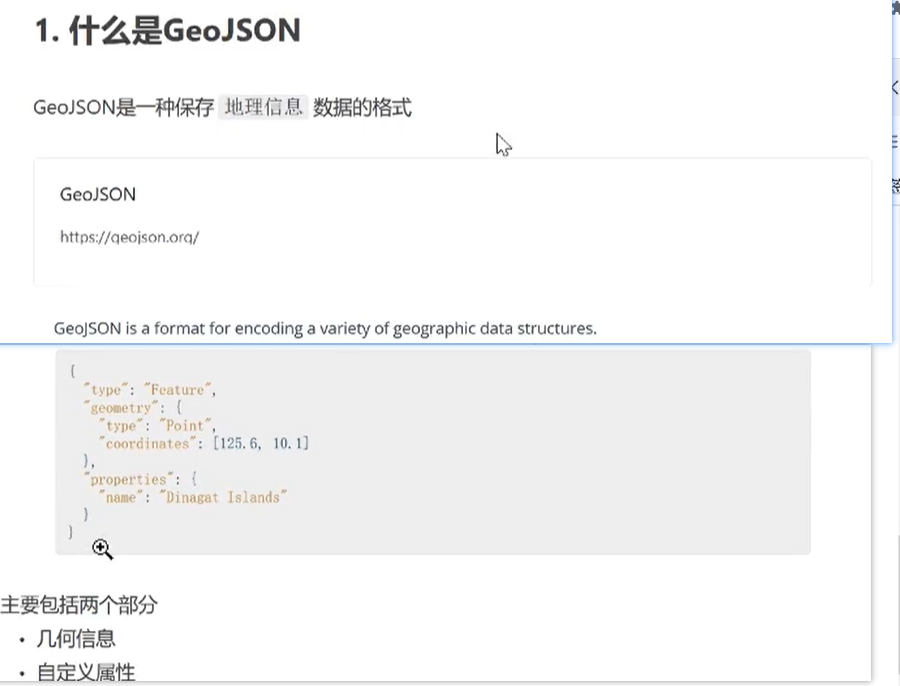 1. 什么是GeoJSON
GeoJSON是一种保存 地理信息 数据的格式
GeoJSON
https://geojson.org/
GeoJSON is a format for encoding a variety of geographic data structures.
{
"type": "Feature",
"geometry": {
"type": "Point",
"coordinates": [125.6, 10.1]
},
"properties": {
"name": "Dinagat Islands"
}
}
主要包括两个部分
• 几何信息
• 自定义属性